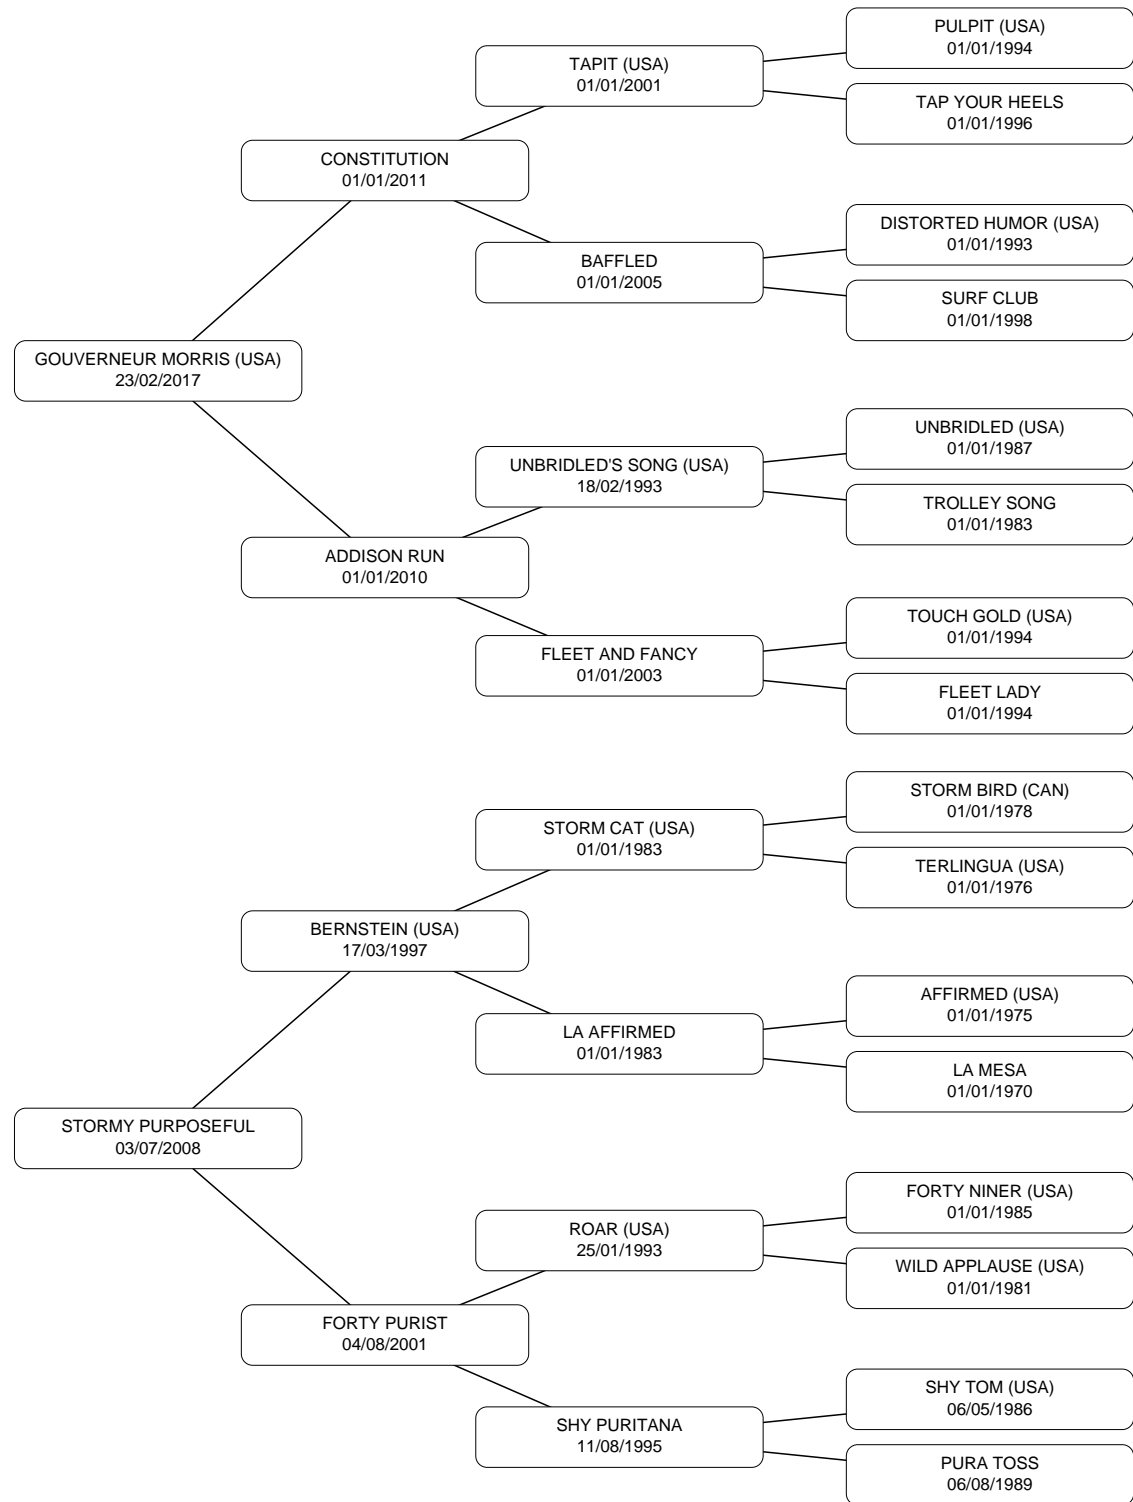 PULPIT (USA)
01/01/1994
TAPIT (USA)
01/01/2001
TAP YOUR HEELS
01/01/1996
CONSTITUTION
01/01/2011
DISTORTED HUMOR (USA)
01/01/1993
BAFFLED
01/01/2005
SURF CLUB
01/01/1998
GOUVERNEUR MORRIS (USA)
23/02/2017
UNBRIDLED (USA)
01/01/1987
UNBRIDLED'S SONG (USA)
18/02/1993
TROLLEY SONG
01/01/1983
ADDISON RUN
01/01/2010
TOUCH GOLD (USA)
01/01/1994
FLEET AND FANCY
01/01/2003
FLEET LADY
01/01/1994
STORM BIRD (CAN)
01/01/1978
STORM CAT (USA)
01/01/1983
TERLINGUA (USA)
01/01/1976
BERNSTEIN (USA)
17/03/1997
AFFIRMED (USA)
01/01/1975
LA AFFIRMED
01/01/1983
LA MESA
01/01/1970
STORMY PURPOSEFUL
03/07/2008
FORTY NINER (USA)
01/01/1985
ROAR (USA)
25/01/1993
WILD APPLAUSE (USA)
01/01/1981
FORTY PURIST
04/08/2001
SHY TOM (USA)
06/05/1986
SHY PURITANA
11/08/1995
PURA TOSS
06/08/1989